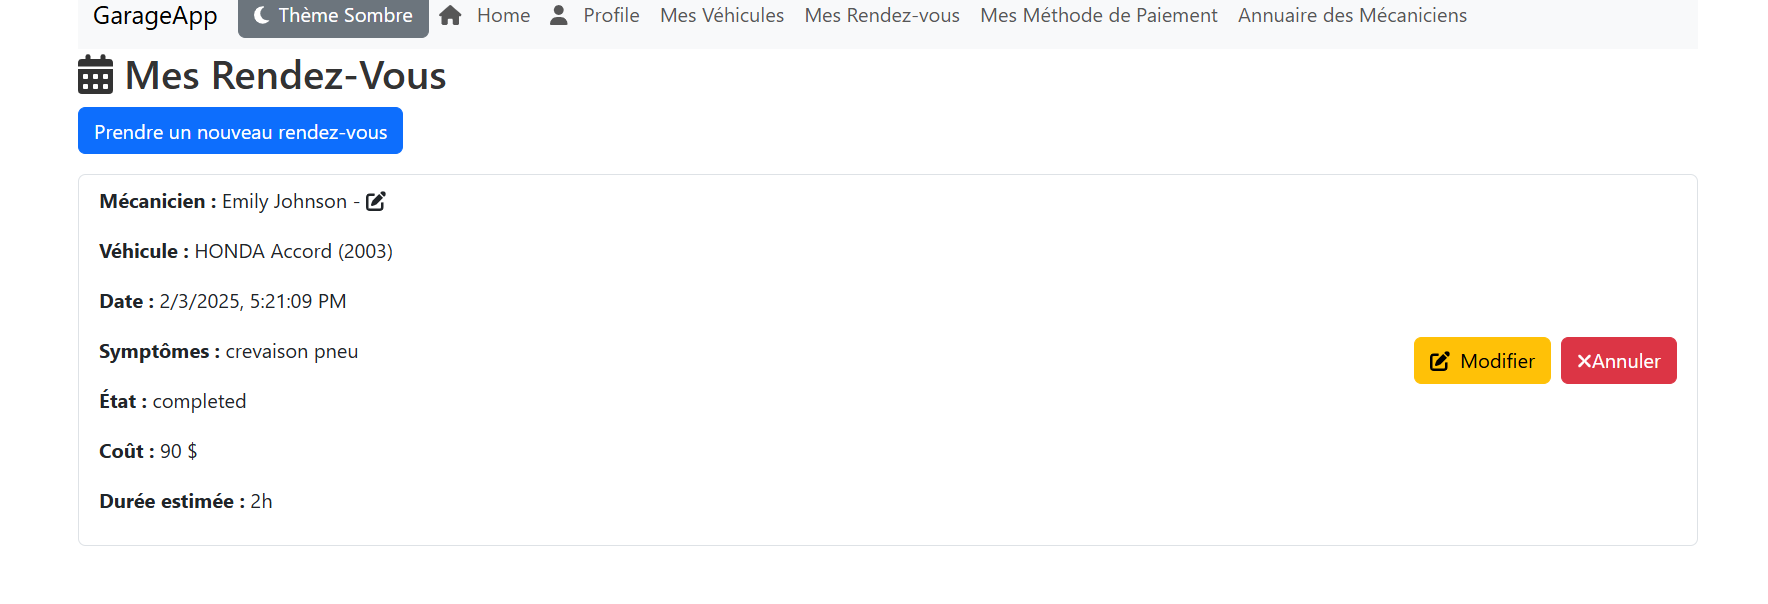 GarageApp Thème Sombre Home Profile Mes Véhicules Mes Rendez-vous Mes Méthode de Paiement Annuaire des Mécaniciens
Mes Rendez-Vous
Prendre un nouveau rendez-vous
Mécanicien : Emily Johnson -
Véhicule : HONDA Accord (2003)
Date : 2/3/2025, 5:21:09 PM
Symptômes : crevaison pneu
Modifier Annuler
État : completed
Coût : 90 $
Durée estimée : 2h